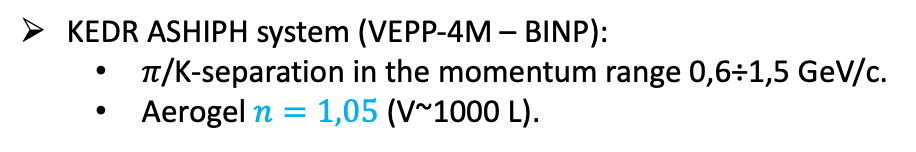 ➤ KEDR ASHIPH system (VEPP-4M – BINP):
• π/K-separation in the momentum range 0,6÷1,5 GeV/c.
• Aerogel n = 1,05 (V~1000 L).